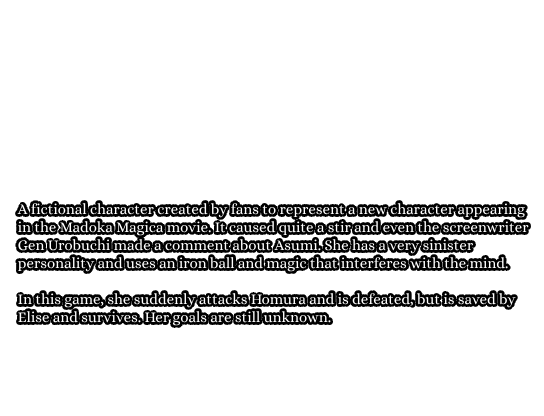 A fictional character created by fans to represent a new character appearing
in the Madoka Magica movie. It caused quite a stir and even the screenwriter
Gen Urobuchi made a comment about Asumi. She has a very sinister
personality and uses an iron ball and magic that interferes with the mind.
In this game, she suddenly attacks Homura and is defeated, but is saved by
Elise and survives. Her goals are still unknown.